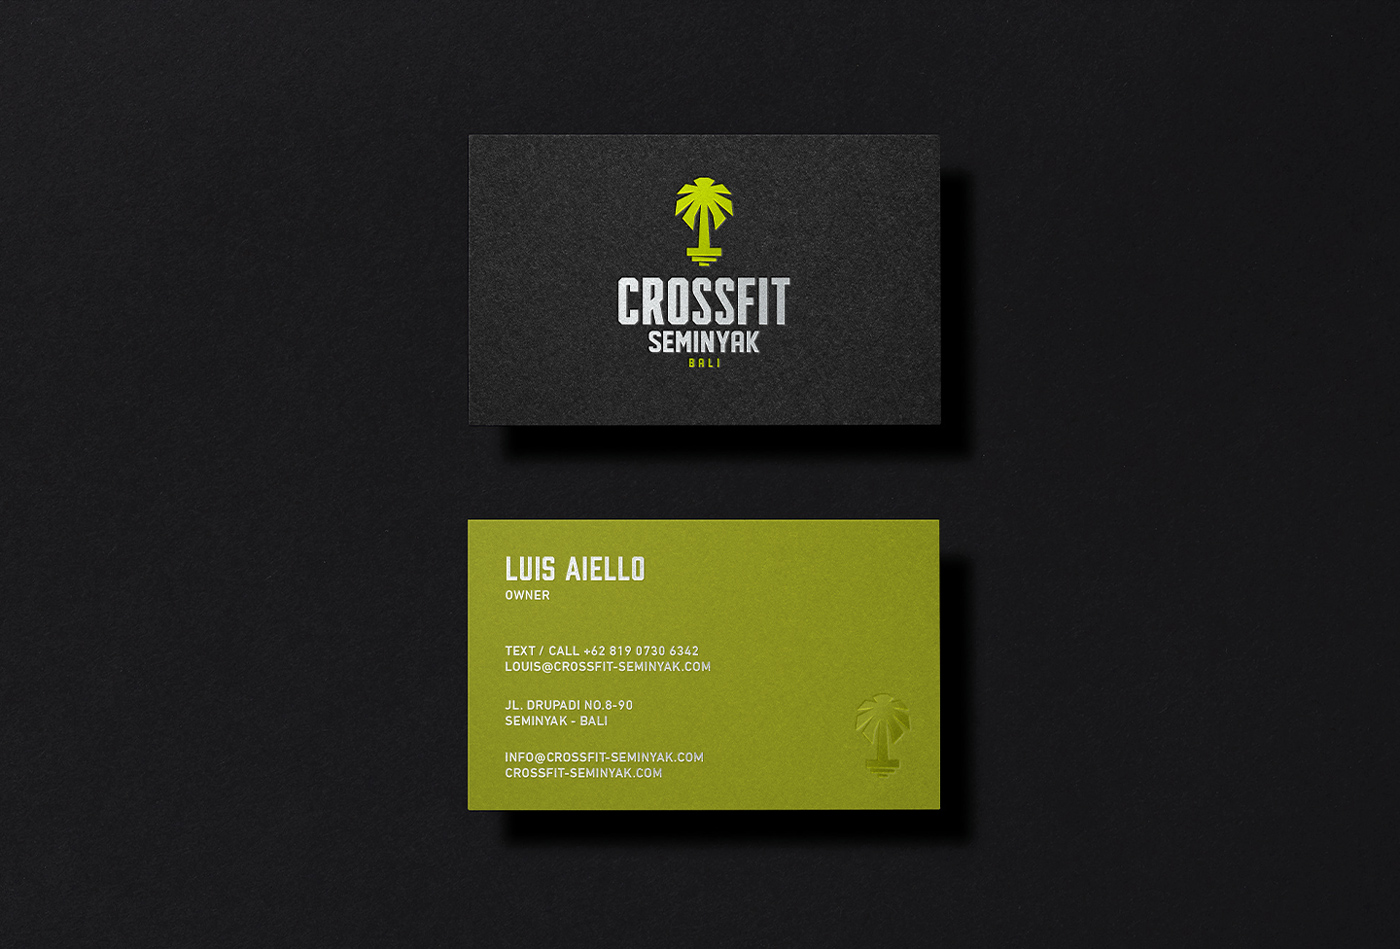 CROSSFIT
SEMINYAK
BALI
LUIS AIELLO
OWNER
TEXT / CALL +62 819 0730 6342
LOUIS@CROSSFIT-SEMINYAK.COM
JL. DRUPADI NO.8-90
SEMINYAK - BALI
INFO@CROSSFIT-SEMINYAK.COM
CROSSFIT-SEMINYAK.COM